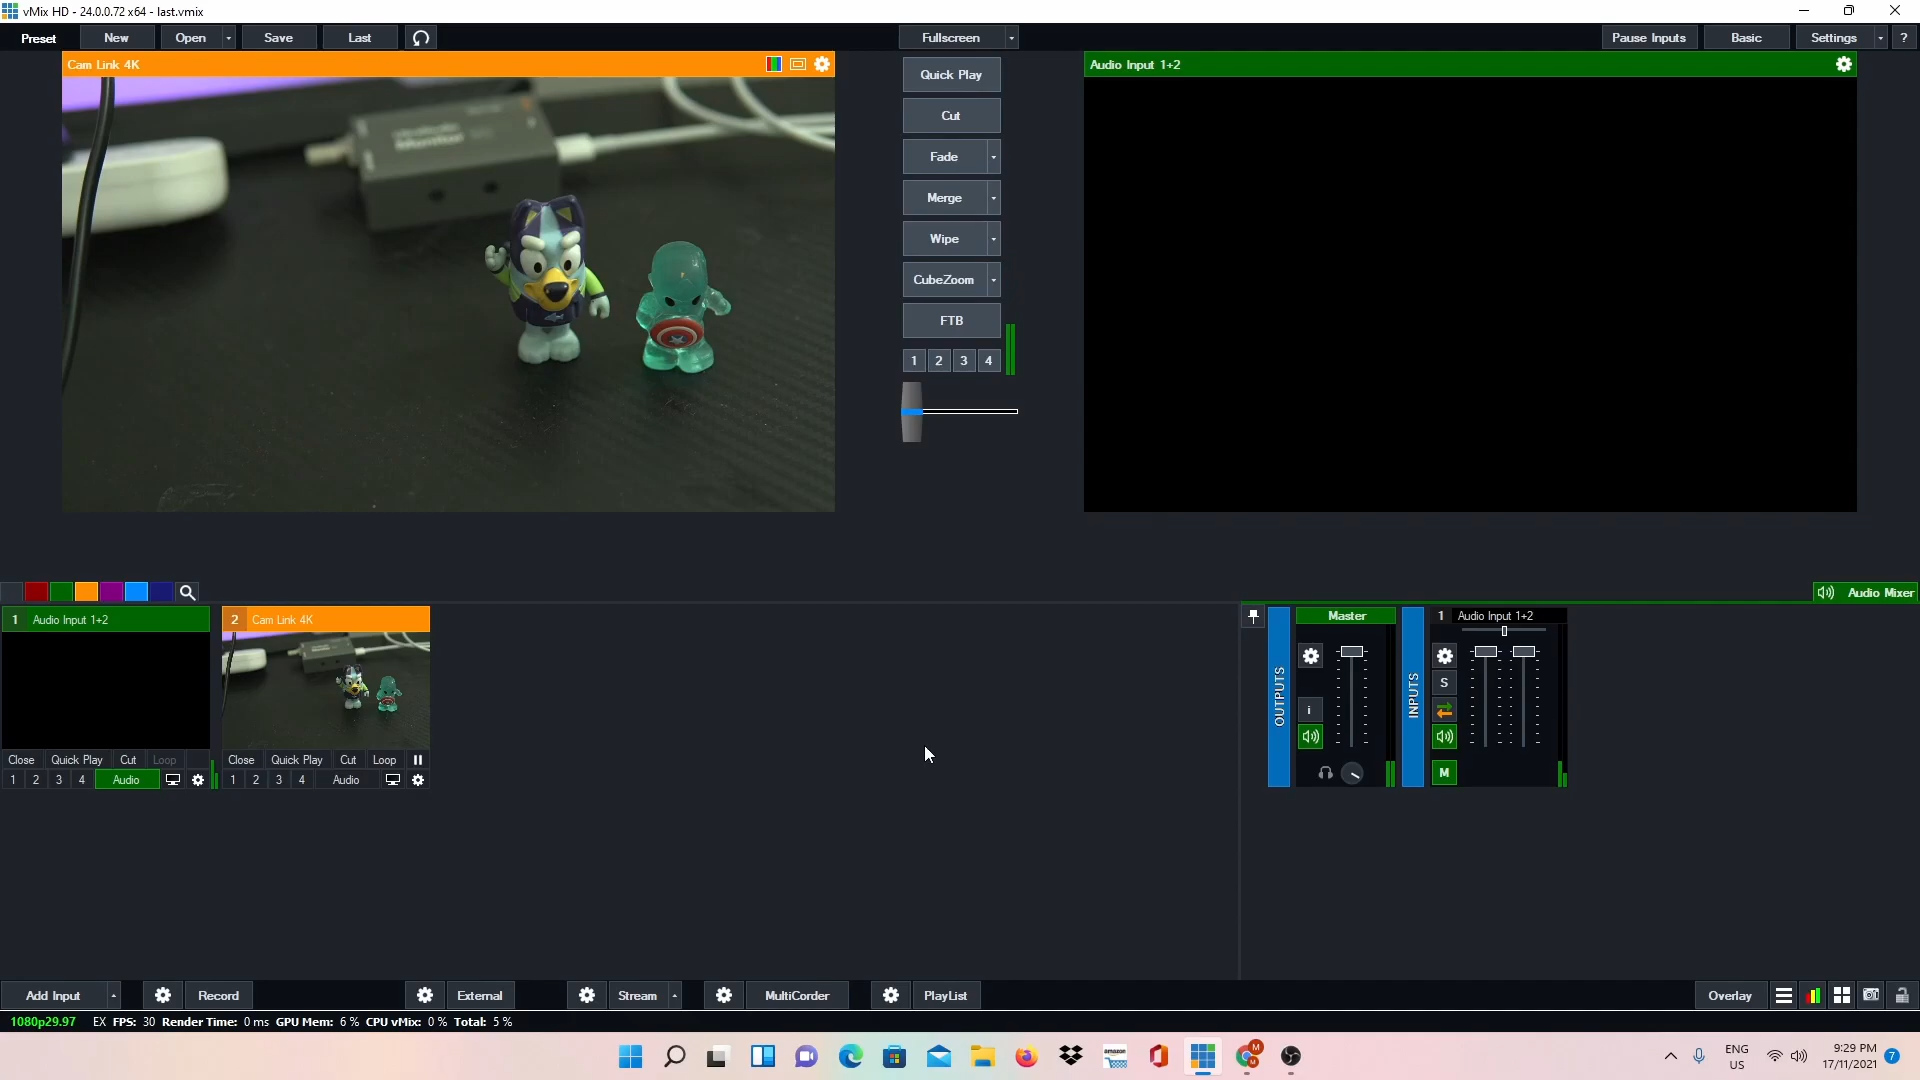 vMix HD - 24.0.0.72 x64 - last.vmix
Preset New Open Save Last Fullscreen Pause Inputs Basic Settings ?
Cam Link 4K
Monitor
Quick Play
Cut
Fade
Merge
Wipe
CubeZoom
FTB
1 2 3 4
Audio Input 1+2
Audio Mixer
1 Audio Input 1+2
Close Quick Play Cut Loop
1 2 3 4 Audio
2 Cam Link 4K
Close Quick Play Cut Loop
1 2 3 4 Audio
OUTPUTS
Master
i
INPUTS
1 Audio Input 1+2
S
M
Add Input Record External Stream MultiCorder PlayList Overlay
1080p29.97 EX FPS: 30 Render Time: 0 ms GPU Mem: 6 % CPU vMix: 0 % Total: 5 %
amazon
M
M
ENG
US
9:29 PM
17/11/2021
7